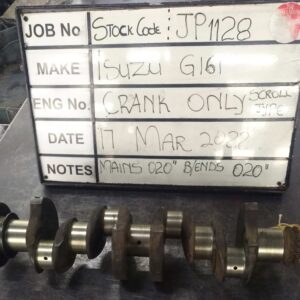 JOB No Stock Code: JP1128
MAKE Isuzu G161
ENG No. CRANK ONLY SCROLL TYPE
DATE 17 MAR 2022
NOTES MAINS 020" B/ENDS 020"